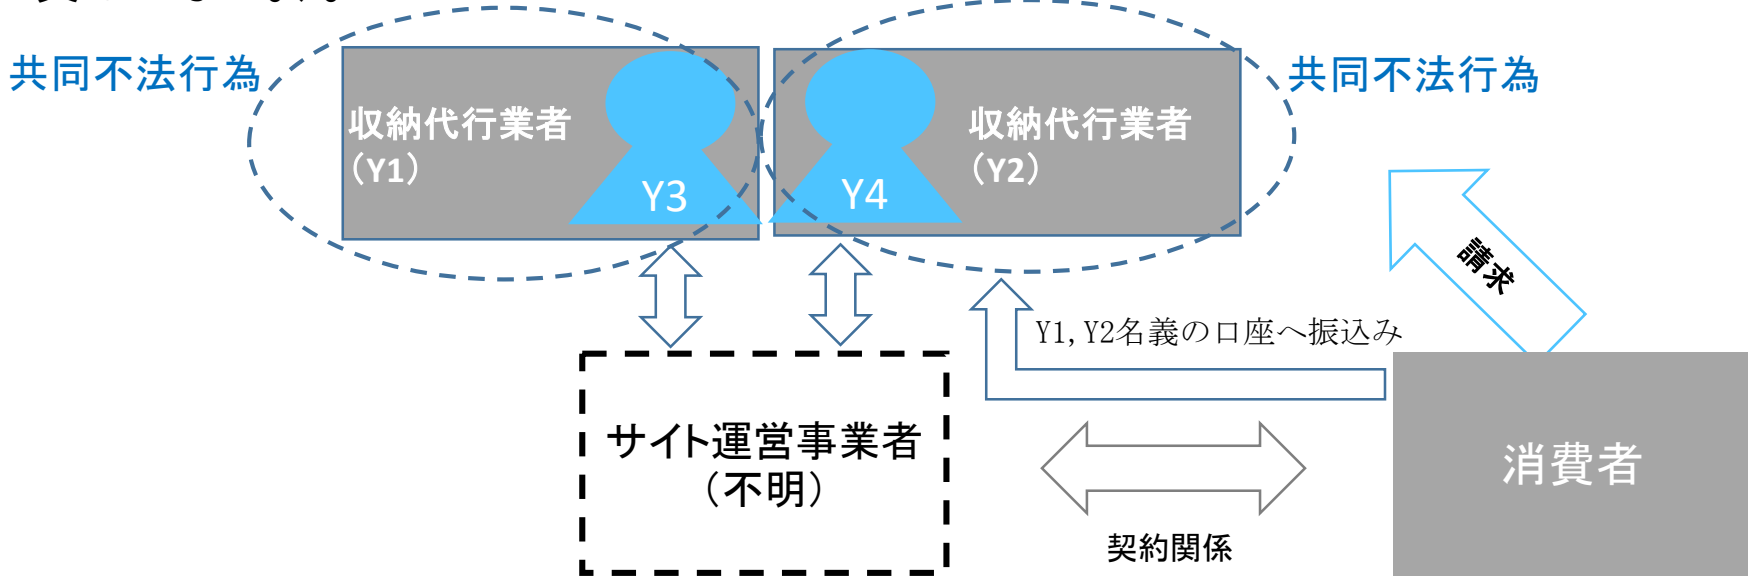 共同不法行為
収納代行業者
（Y1）
Y3
Y4
収納代行業者
（Y2）
共同不法行為
請求
Y1,Y2名義の口座へ振込み
サイト運営事業者
（不明）
契約関係
消費者